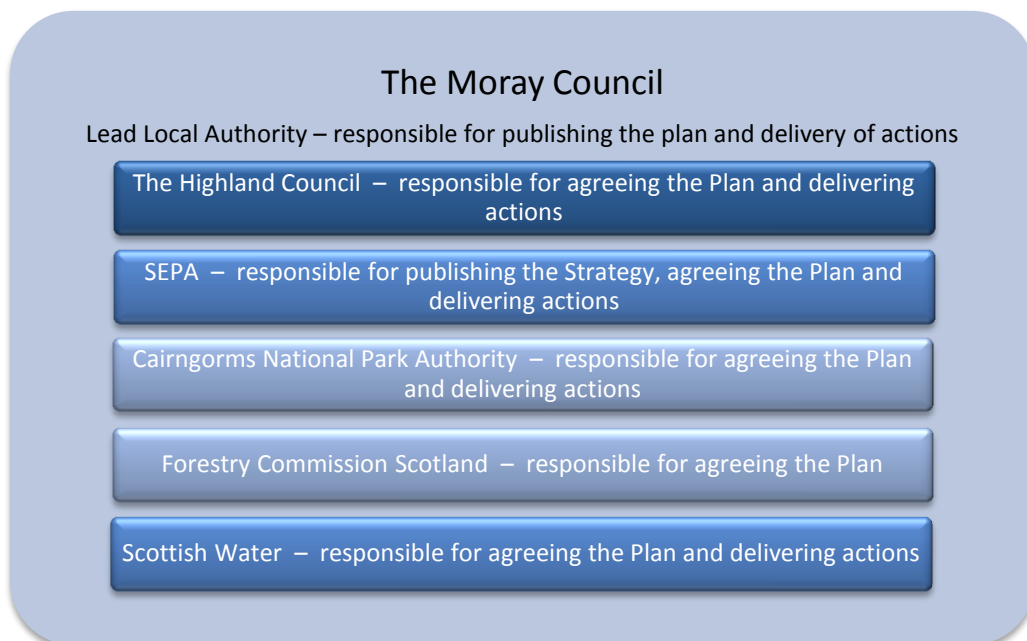 The Moray Council
Lead Local Authority – responsible for publishing the plan and delivery of actions
The Highland Council – responsible for agreeing the Plan and delivering
actions
SEPA – responsible for publishing the Strategy, agreeing the Plan and
delivering actions
Cairngorms National Park Authority – responsible for agreeing the Plan
and delivering actions
Forestry Commission Scotland – responsible for agreeing the Plan
Scottish Water – responsible for agreeing the Plan and delivering actions